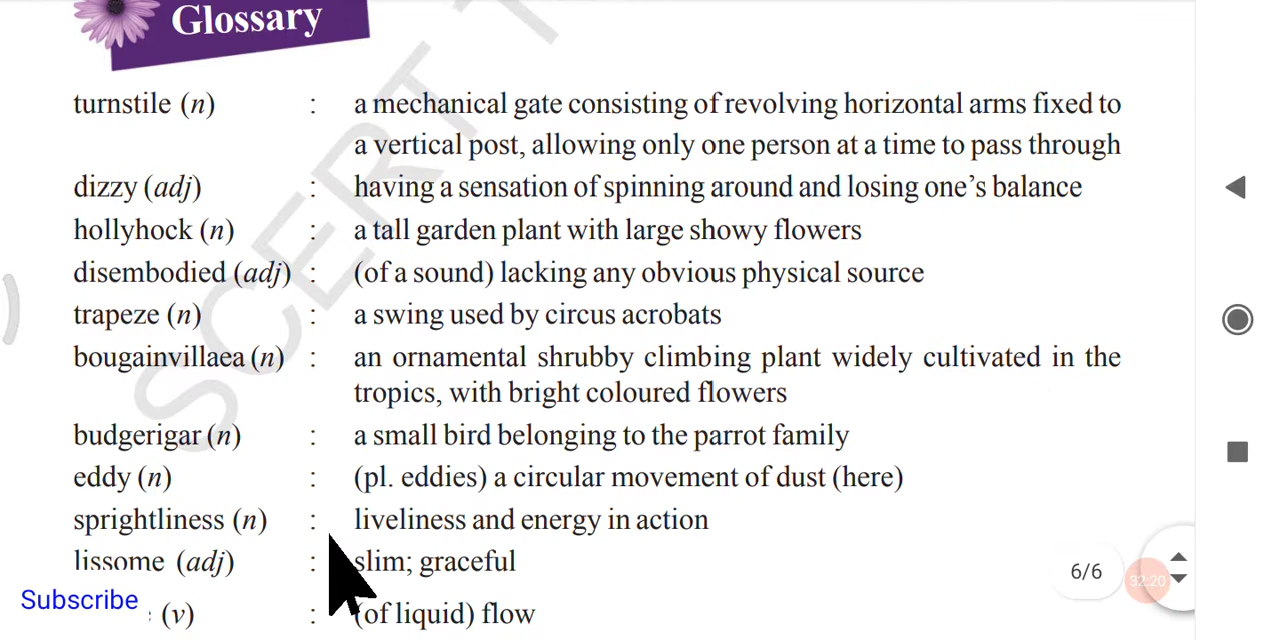 Glossary
turnstile (n) : a mechanical gate consisting of revolving horizontal arms fixed to
a vertical post, allowing only one person at a time to pass through
dizzy (adj) : having a sensation of spinning around and losing one’s balance
hollyhock (n) : a tall garden plant with large showy flowers
disembodied (adj) : (of a sound) lacking any obvious physical source
trapeze (n) : a swing used by circus acrobats
bougainvillaea (n) : an ornamental shrubby climbing plant widely cultivated in the
tropics, with bright coloured flowers
budgerigar (n) : a small bird belonging to the parrot family
eddy (n) : (pl. eddies) a circular movement of dust (here)
sprightliness (n) : liveliness and energy in action
lissome (adj) : slim; graceful
(v) : (of liquid) flow
SCERT T
6/6
32:20
Subscribe